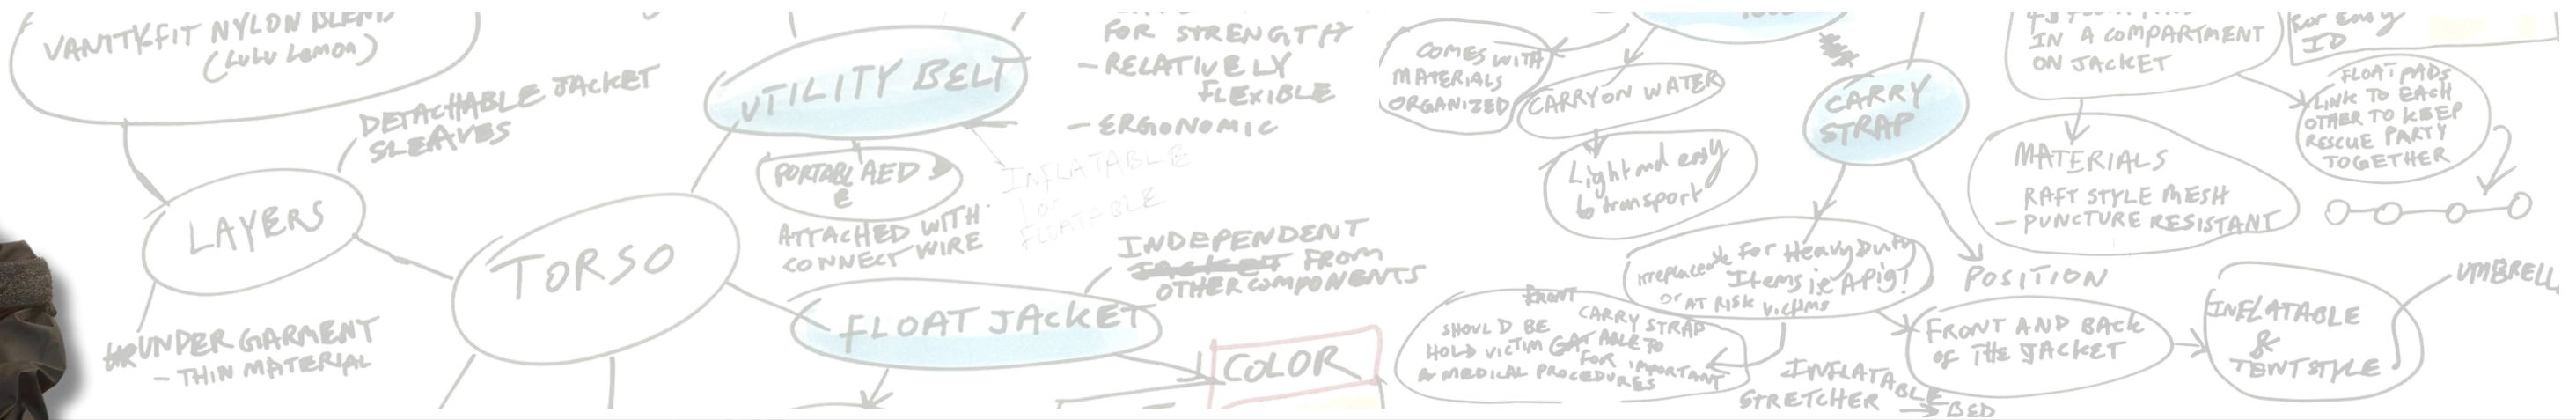 VANITY-FIT NYLON BLEND
(LULU Lemon)
DETACHABLE JACKET
SLEAVES
LAYERS
UNDER GARMENT
- THIN MATERIAL
TORSO
UTILITY BELT
PORTABL AED
E
ATTACHED WITH
CONNECT WIRE
INFLATABLE
or
FLOATABLE
FOR STRENGTH
- RELATIVELY
FLEXIBLE
- ERGONOMIC
INDEPENDENT
JACKET FROM
OTHER COMPONENTS
FLOAT JACKET
COLOR
COMES WITH
MATERIALS
ORGANIZED
CARRY ON WATER
Light and easy
to transport
CARRY
STRAP
For Heavy Duty
Items ie A pig!
or AT RISK victims
FRONT
SHOULD BE CARRY STRAP
HOLD VICTIM ABLE TO
FOR IMPORTANT
MEDICAL PROCEDURES
INFLATABLE
STRETCHER → BED
POSITION
FRONT AND BACK
OF THE JACKET
INFLATABLE
&
TENT STYLE
UMBRELL
IN A COMPARTMENT
ON JACKET
MATERIALS
RAFT STYLE MESH
- PUNCTURE RESISTANT
for Easy
ID
FLOAT PADS
LINK TO EACH
OTHER TO KEEP
RESCUE PARTY
TOGETHER